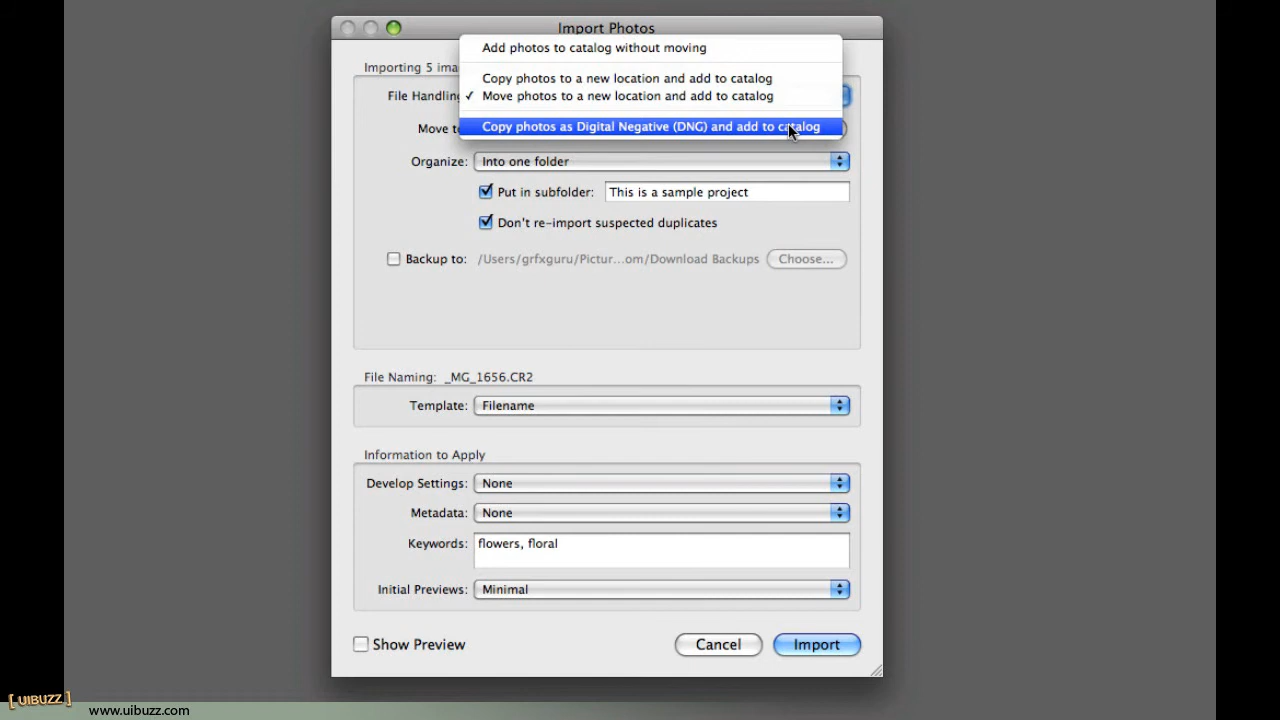 Import Photos
Add photos to catalog without moving
Importing 5 ima
Copy photos to a new location and add to catalog
File Handling
✓ Move photos to a new location and add to catalog
Move to
Copy photos as Digital Negative (DNG) and add to catalog
Organize: Into one folder
Put in subfolder: This is a sample project
Don't re-import suspected duplicates
Backup to: /Users/grfxguru/Pictur...om/Download Backups Choose...
File Naming: _MG_1656.CR2
Template: Filename
Information to Apply
Develop Settings: None
Metadata: None
Keywords: flowers, floral
Initial Previews: Minimal
Show Preview Cancel Import
[UIBUZZ]
www.uibuzz.com